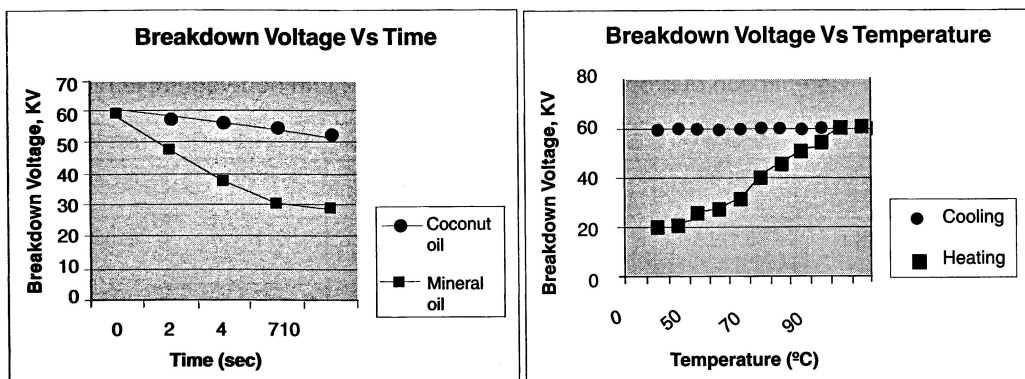 Breakdown Voltage Vs Time
Breakdown Voltage, KV
70
60
50
40
30
20
10
0
0 2 4 710
Time (sec)
Coconut
oil
Mineral
oil
Breakdown Voltage Vs Temperature
Breakdown Voltage, KV
80
60
40
20
0
0 50 70 90
Temperature (ºC)
Cooling
Heating